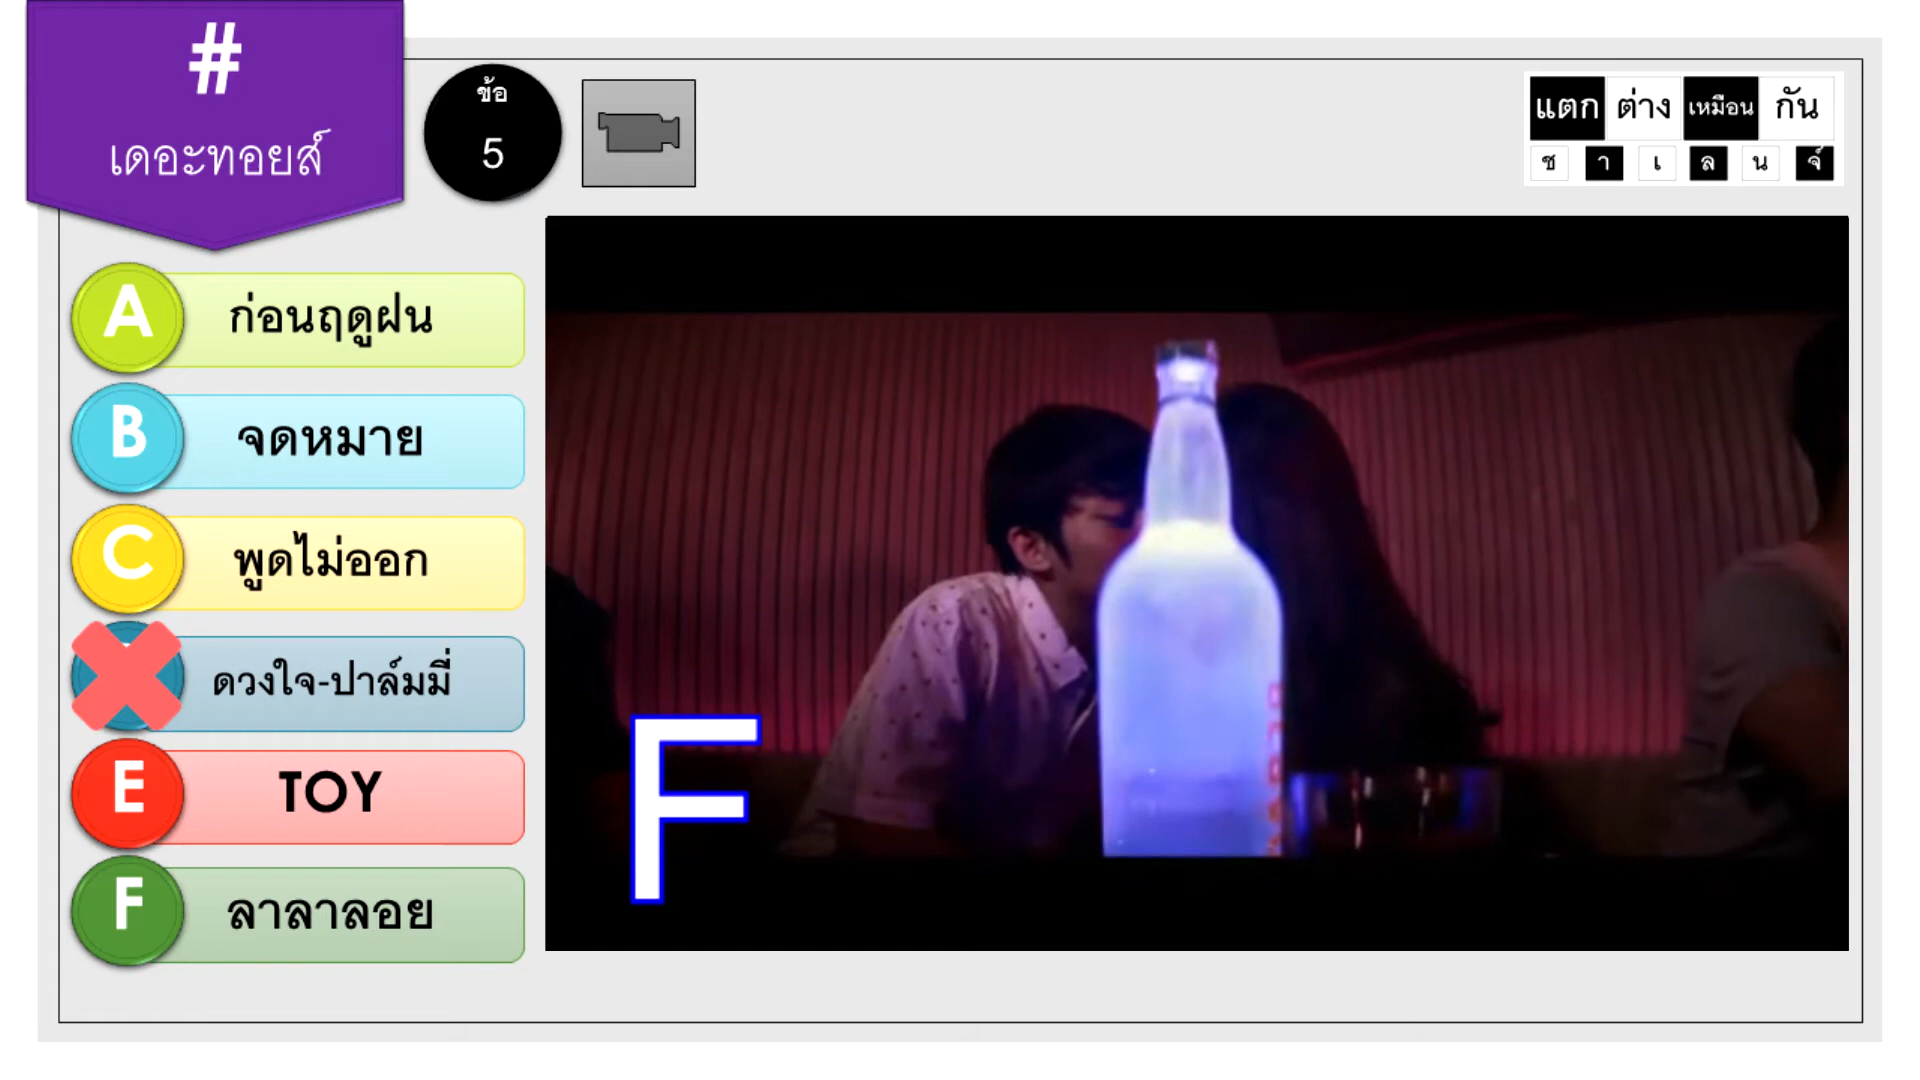 #
เดอะทอยส์
ข้อ
5
แตก ต่าง เหมือน กัน
ช า เ ล น จ์
A ก่อนฤดูฝน
B จดหมาย
C พูดไม่ออก
ดวงใจ-ปาล์มมี่
E TOY
F ลาลาลอย
F